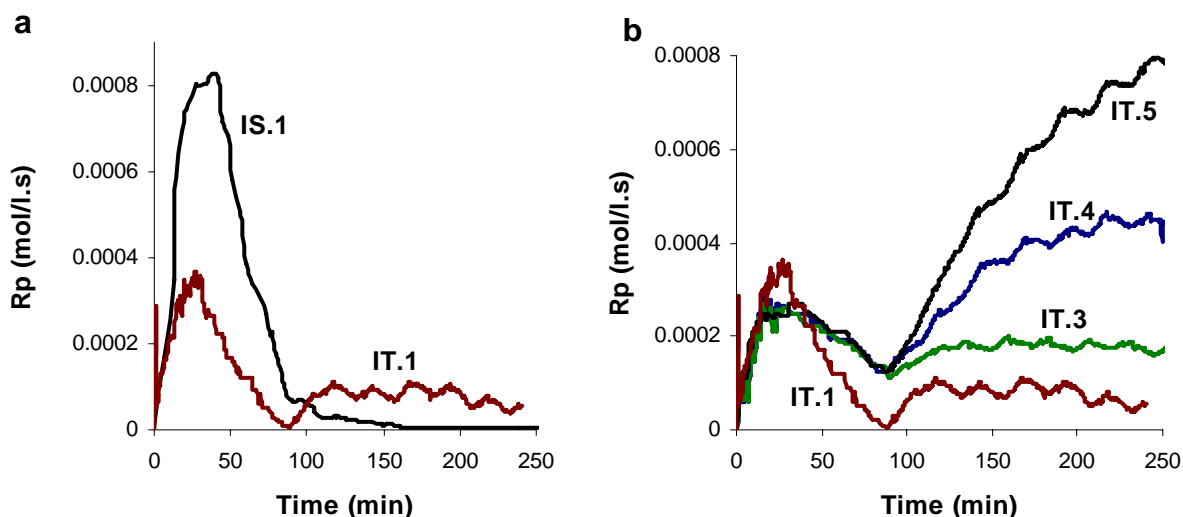 a
0.0008
0.0006
0.0004
0.0002
0
Rp (mol/l.s)
IS.1
IT.1
0 50 100 150 200 250
Time (min)
b
0.0008
0.0006
0.0004
0.0002
0
Rp (mol/l.s)
IT.5
IT.4
IT.3
IT.1
0 50 100 150 200 250
Time (min)